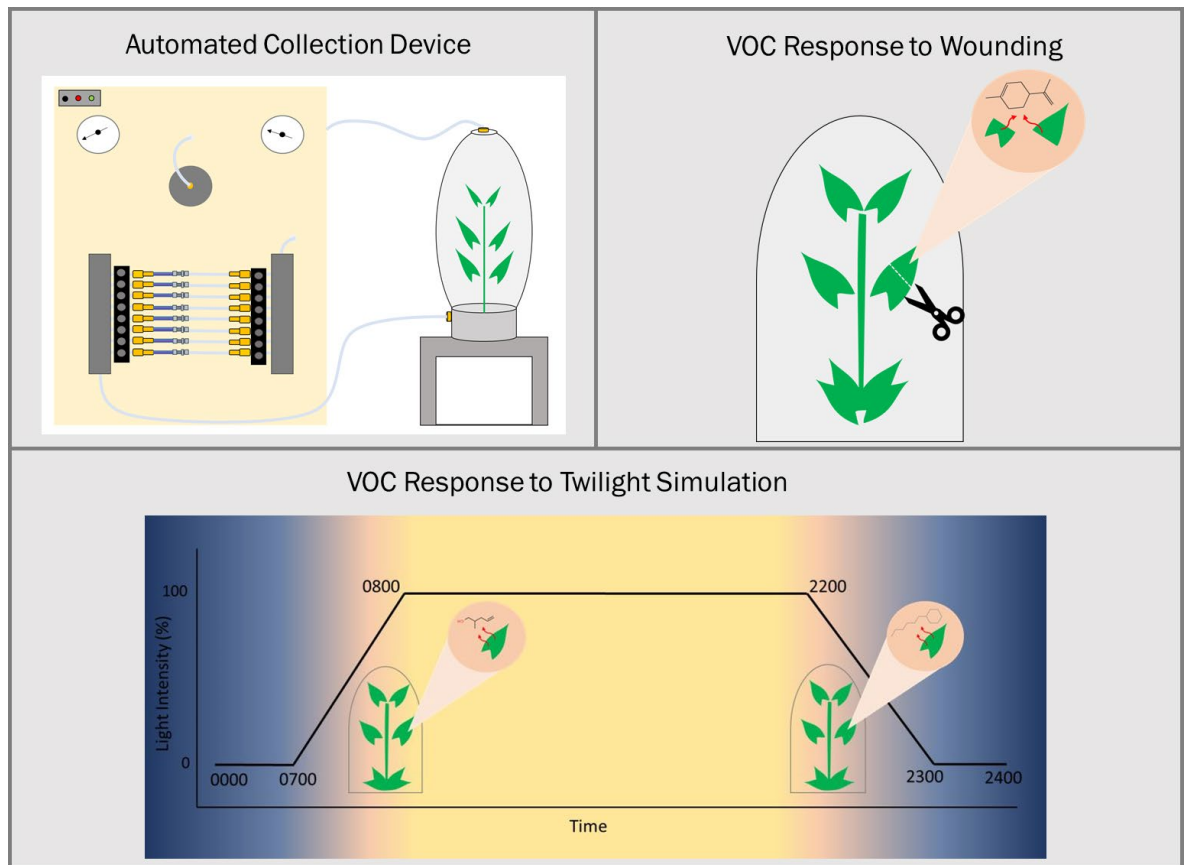 Automated Collection Device
VOC Response to Wounding
VOC Response to Twilight Simulation
Light Intensity (%)
100
0
0000
0700
0800
2200
2300
2400
Time